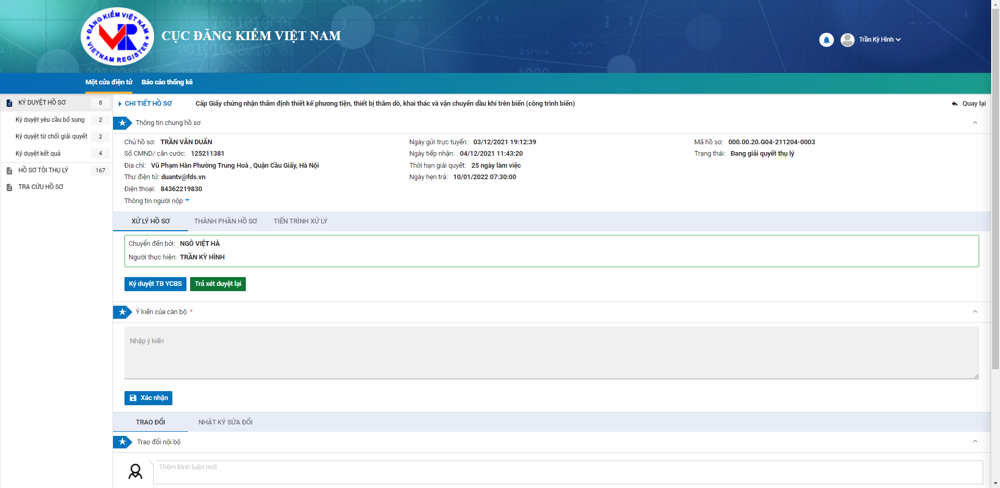 ĐĂNG KIỂM VIỆT NAM
VR
VIETNAM REGISTER
CỤC ĐĂNG KIỂM VIỆT NAM
Trần Kỳ Hình
Một cửa điện tử
Báo cáo thống kê
KÝ DUYỆT HỒ SƠ 8
Ký duyệt yêu cầu bổ sung 2
Ký duyệt từ chối giải quyết 2
Ký duyệt kết quả 4
HỒ SƠ TÔI THỤ LÝ 167
TRA CỨU HỒ SƠ
CHI TIẾT HỒ SƠ
Cấp Giấy chứng nhận thẩm định thiết kế phương tiện, thiết bị thăm dò, khai thác và vận chuyển dầu khí trên biển (công trình biển)
Quay lại
Thông tin chung hồ sơ
Chủ hồ sơ: TRẦN VĂN DUẨN
Số CMND/ căn cước: 125211381
Địa chỉ: Vũ Phạm Hàn Phường Trung Hoà , Quận Cầu Giấy, Hà Nội
Thư điện tử: duantv@fds.vn
Điện thoại: 84362219830
Thông tin người nộp
Ngày gửi trực tuyến: 03/12/2021 19:12:39
Ngày tiếp nhận: 04/12/2021 11:43:20
Thời hạn giải quyết: 25 ngày làm việc
Ngày hẹn trả: 10/01/2022 07:30:00
Mã hồ sơ: 000.00.20.G04-211204-0003
Trạng thái: Đang giải quyết thụ lý
XỬ LÝ HỒ SƠ
THÀNH PHẦN HỒ SƠ
TIẾN TRÌNH XỬ LÝ
Chuyển đến bởi: NGÔ VIỆT HÀ
Người thực hiện: TRẦN KỲ HÌNH
Ký duyệt TB YCBS
Trả xét duyệt lại
Ý kiến của cán bộ *
Nhập ý kiến
Xác nhận
TRAO ĐỔI
NHẬT KÝ SỬA ĐỔI
Trao đổi nội bộ
Thêm bình luận mới